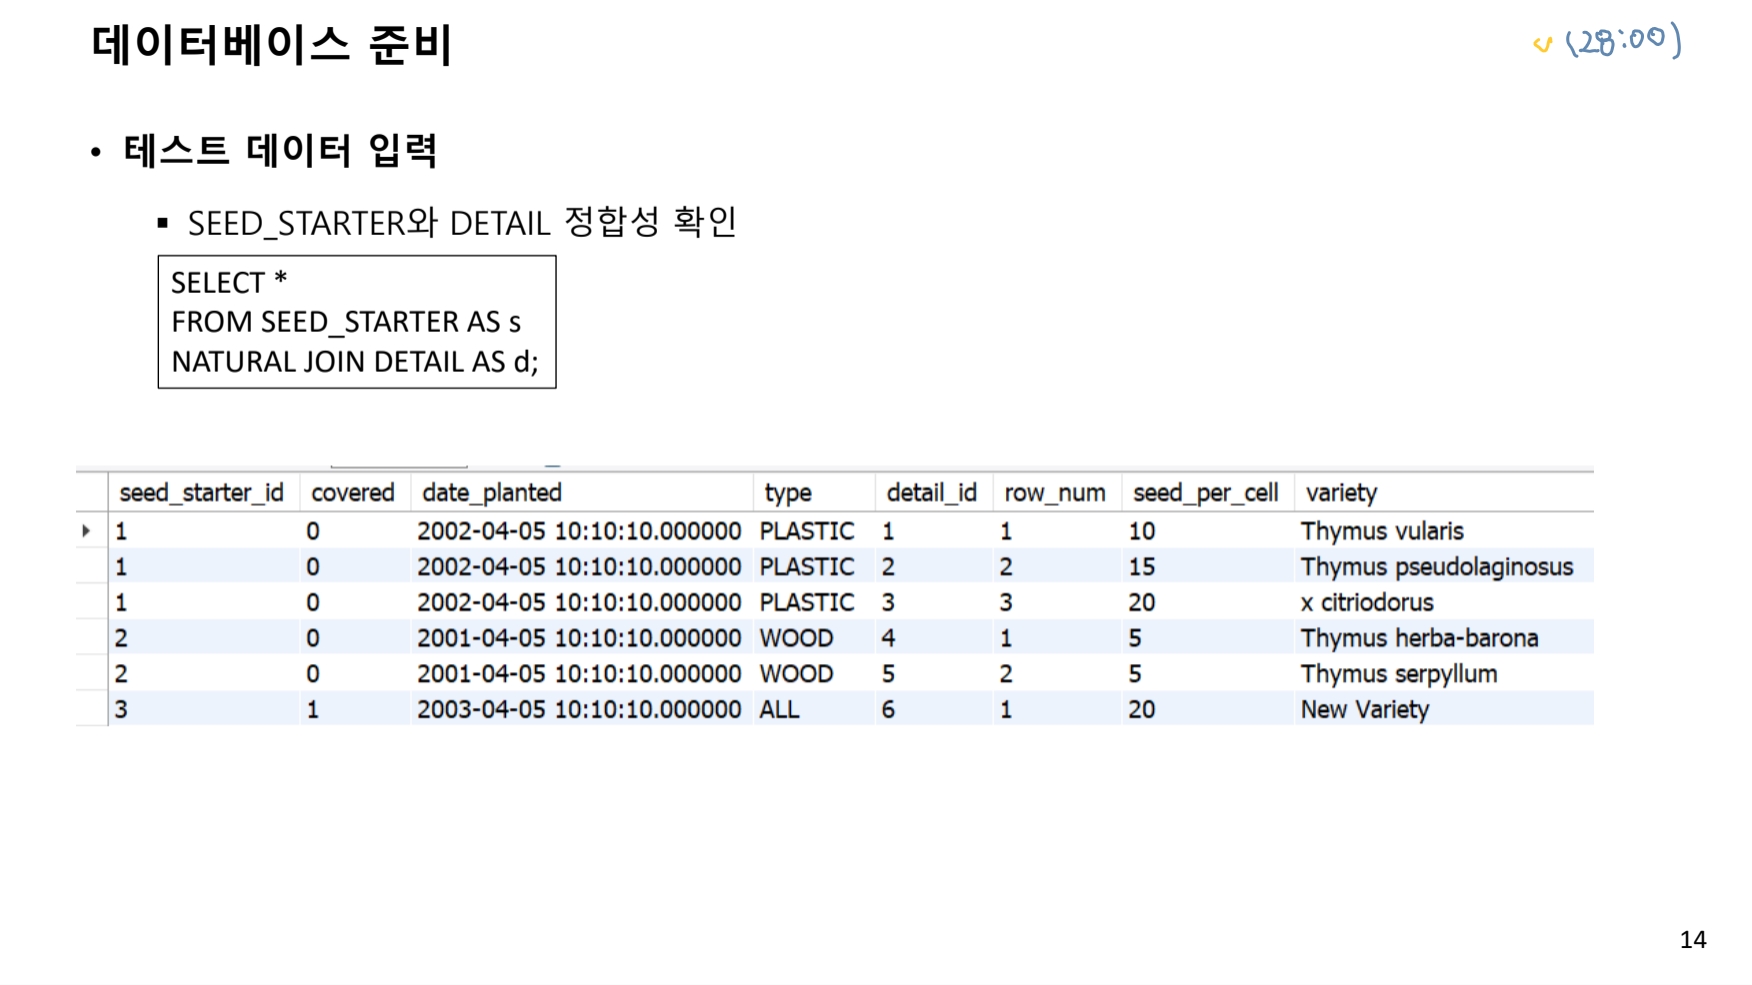 데이터베이스 준비
(28:00)
• 테스트 데이터 입력
▪ SEED_STARTER와 DETAIL 정합성 확인
SELECT *
FROM SEED_STARTER AS s
NATURAL JOIN DETAIL AS d;
seed_starter_id covered date_planted type detail_id row_num seed_per_cell variety
1 0 2002-04-05 10:10:10.000000 PLASTIC 1 1 10 Thymus vularis
1 0 2002-04-05 10:10:10.000000 PLASTIC 2 2 15 Thymus pseudolaginosus
1 0 2002-04-05 10:10:10.000000 PLASTIC 3 3 20 x citriodorus
2 0 2001-04-05 10:10:10.000000 WOOD 4 1 5 Thymus herba-barona
2 0 2001-04-05 10:10:10.000000 WOOD 5 2 5 Thymus serpyllum
3 1 2003-04-05 10:10:10.000000 ALL 6 1 20 New Variety
14